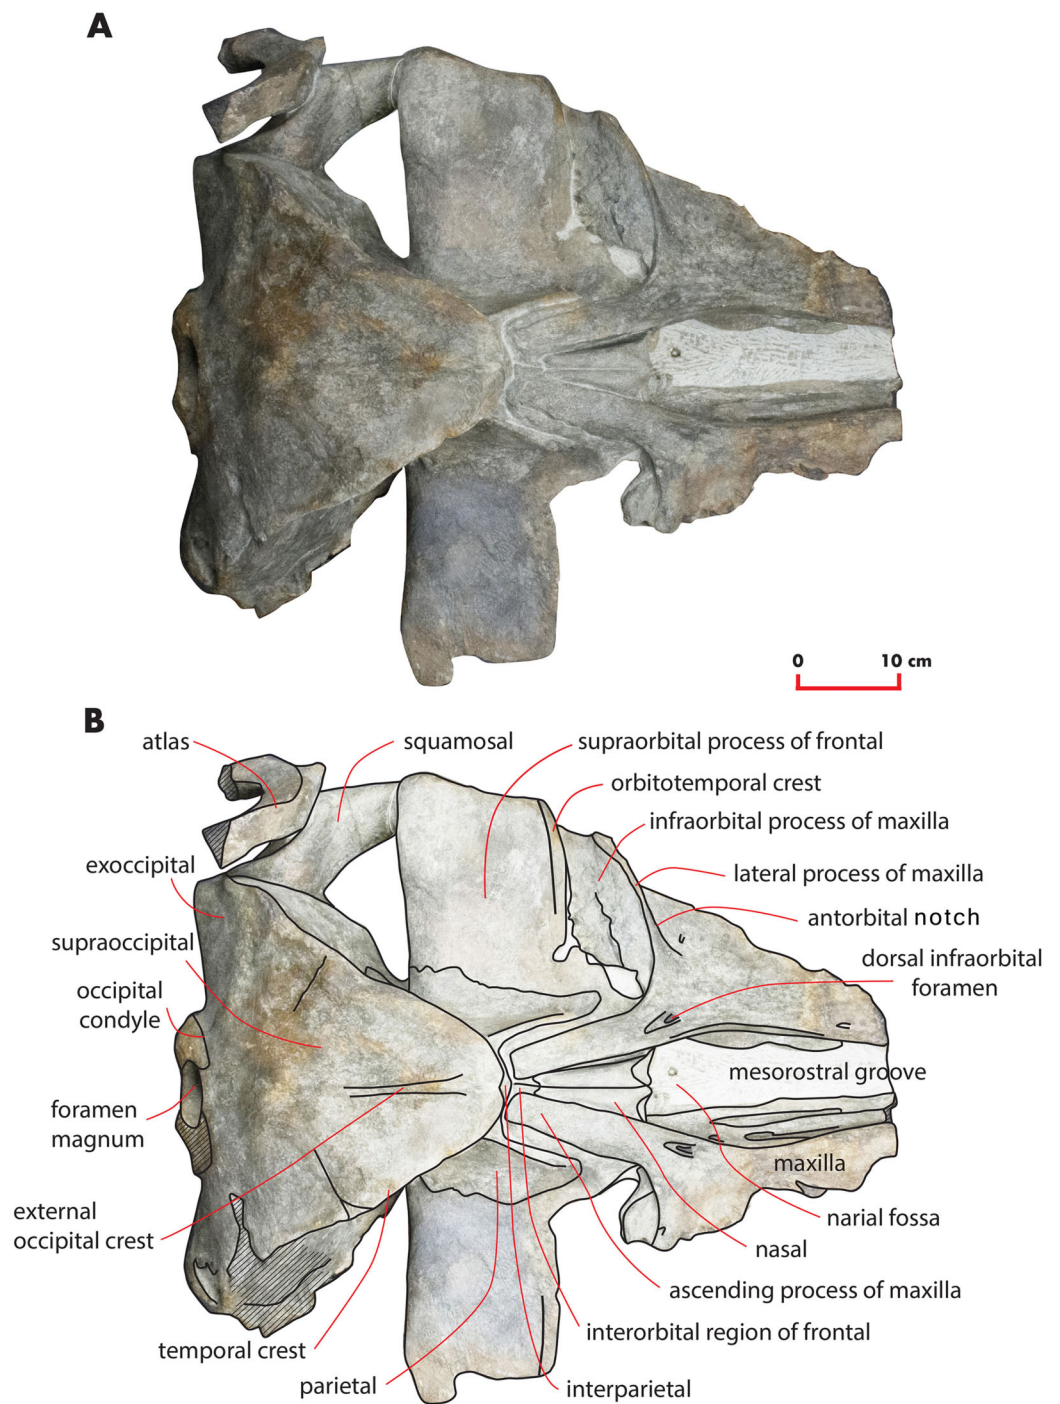 A
0 10 cm
B
atlas
squamosal
supraorbital process of frontal
orbitotemporal crest
infraorbital process of maxilla
exoccipital
lateral process of maxilla
antorbital notch
supraoccipital
dorsal infraorbital
foramen
occipital
condyle
mesorostral groove
foramen
magnum
maxilla
external
occipital crest
narial fossa
nasal
ascending process of maxilla
temporal crest
interorbital region of frontal
parietal
interparietal